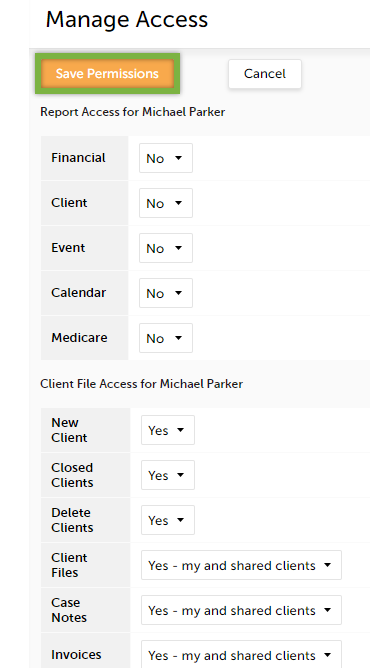 Manage Access
Save Permissions Cancel
Report Access for Michael Parker
Financial No
Client No
Event No
Calendar No
Medicare No
Client File Access for Michael Parker
New
Client Yes
Closed
Clients Yes
Delete
Clients Yes
Client
Files Yes - my and shared clients
Case
Notes Yes - my and shared clients
Invoices Yes - my and shared clients